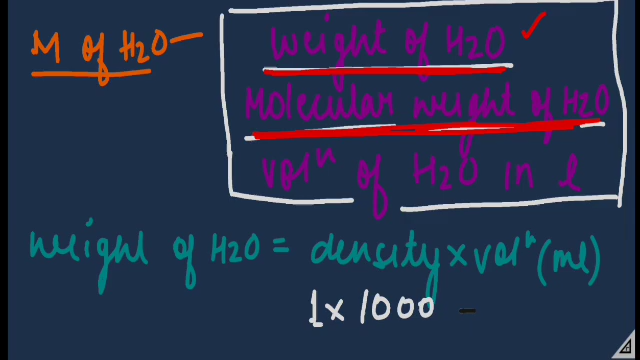 M of H2O —
Weight of H2O
Molecular weight of H2O
Volⁿ of H2O in l
weight of H2O = density × volⁿ (ml)
1 × 1000 -